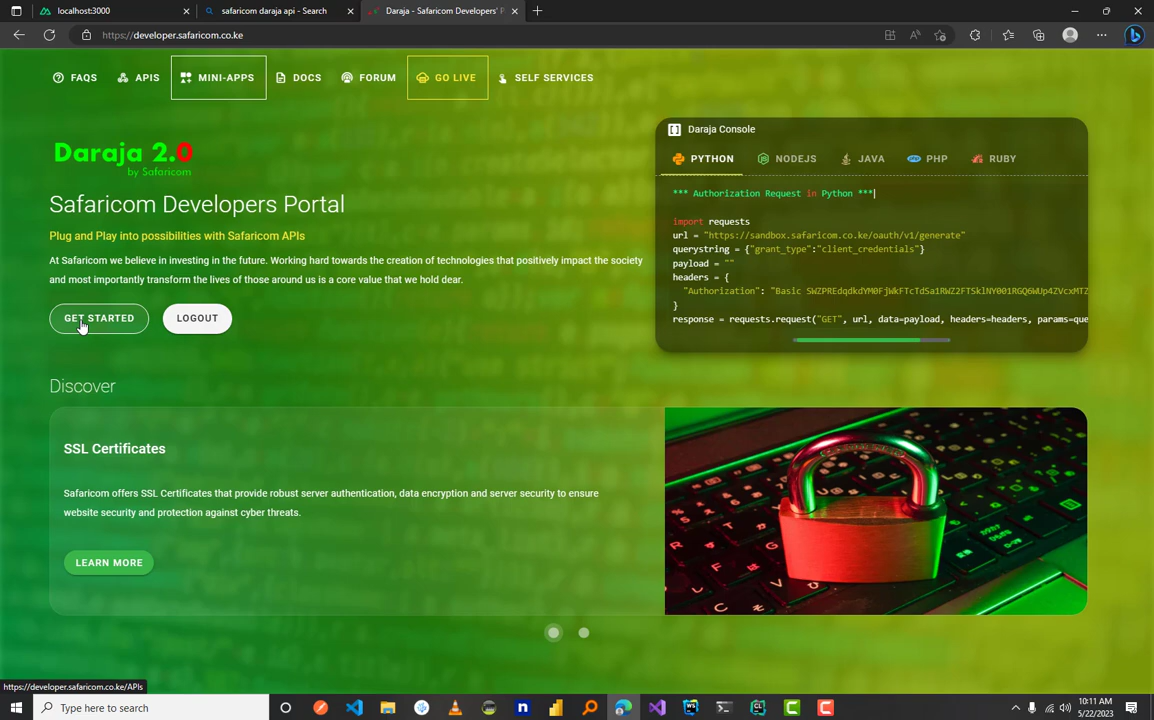 localhost:3000
safaricom daraja api - Search
Daraja - Safaricom Developers' P
https://developer.safaricom.co.ke
FAQS
APIS
MINI-APPS
DOCS
FORUM
GO LIVE
SELF SERVICES
Daraja 2.0
by Safaricom
Safaricom Developers Portal
Plug and Play into possibilities with Safaricom APIs
At Safaricom we believe in investing in the future. Working hard towards the creation of technologies that positively impact the society
and most importantly transform the lives of those around us is a core value that we hold dear.
GET STARTED
LOGOUT
Daraja Console
PYTHON
NODEJS
JAVA
PHP
RUBY
*** Authorization Request in Python ***|
import requests
url = "https://sandbox.safaricom.co.ke/oauth/v1/generate"
querystring = {"grant_type":"client_credentials"}
payload = ""
headers = {
"Authorization": "Basic
}
response = requests.request("GET", url, data=payload, headers=headers, params=que
Discover
SSL Certificates
Safaricom offers SSL Certificates that provide robust server authentication, data encryption and server security to ensure
website security and protection against cyber threats.
LEARN MORE
https://developer.safaricom.co.ke/APIs
Type here to search
10:11 AM
5/22/2023